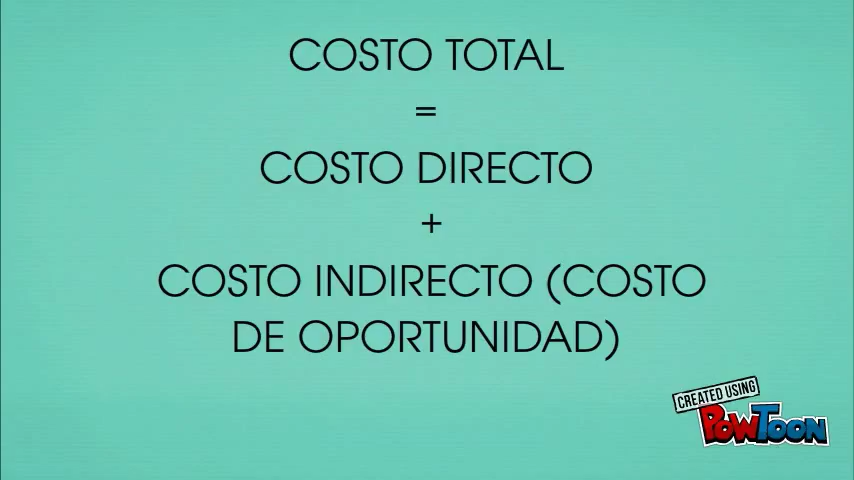 COSTO TOTAL
=
COSTO DIRECTO
+
COSTO INDIRECTO (COSTO
DE OPORTUNIDAD)
CREATED USING
POWTOON